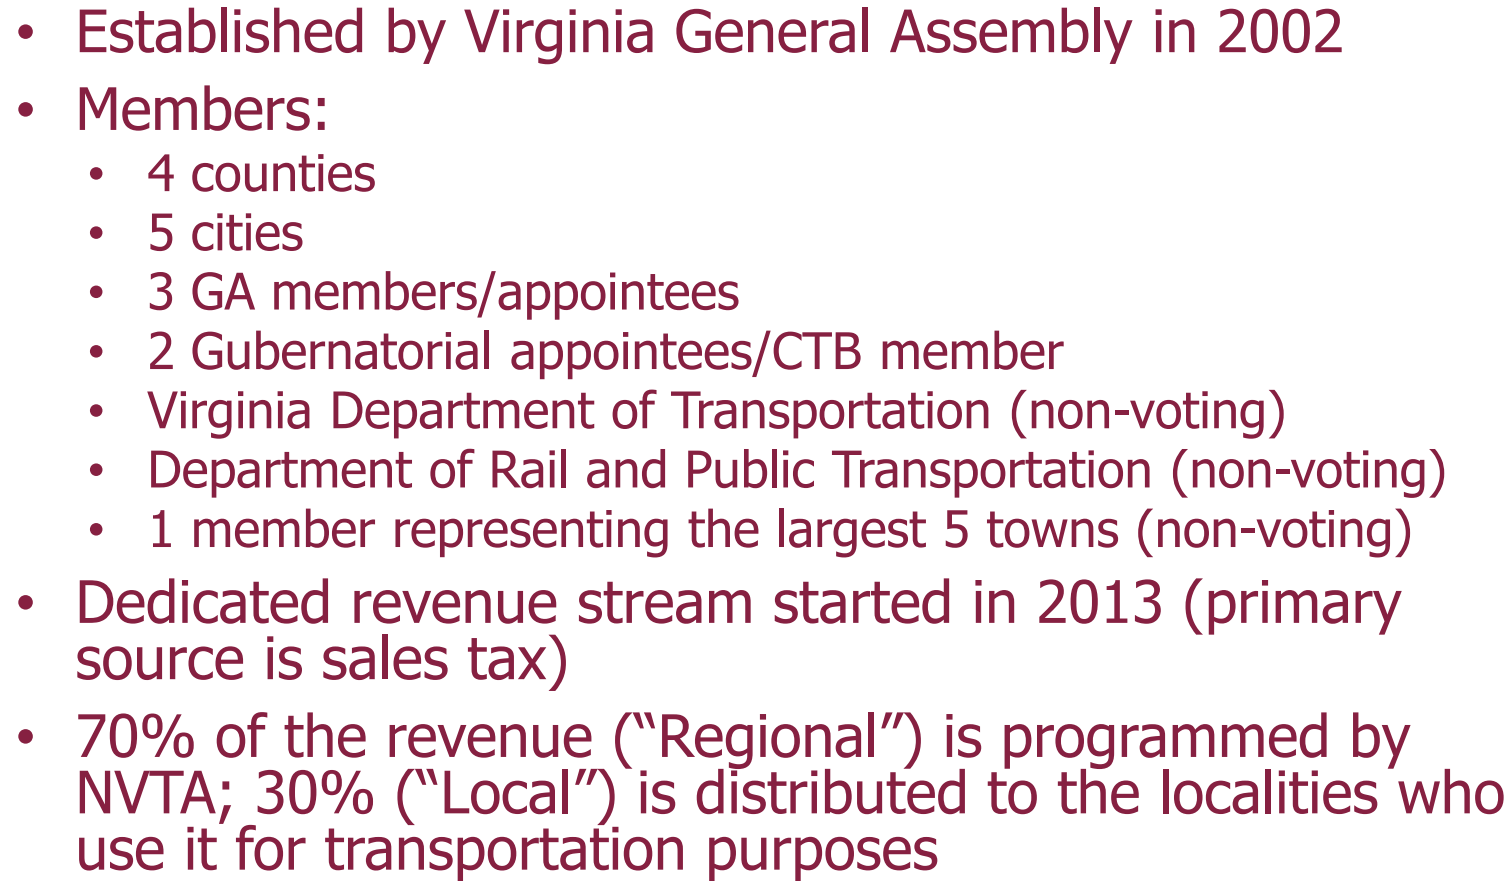 • Established by Virginia General Assembly in 2002
• Members:
• 4 counties
• 5 cities
• 3 GA members/appointees
• 2 Gubernatorial appointees/CTB member
• Virginia Department of Transportation (non-voting)
• Department of Rail and Public Transportation (non-voting)
• 1 member representing the largest 5 towns (non-voting)
• Dedicated revenue stream started in 2013 (primary
source is sales tax)
• 70% of the revenue (“Regional”) is programmed by
NVTA; 30% (“Local”) is distributed to the localities who
use it for transportation purposes